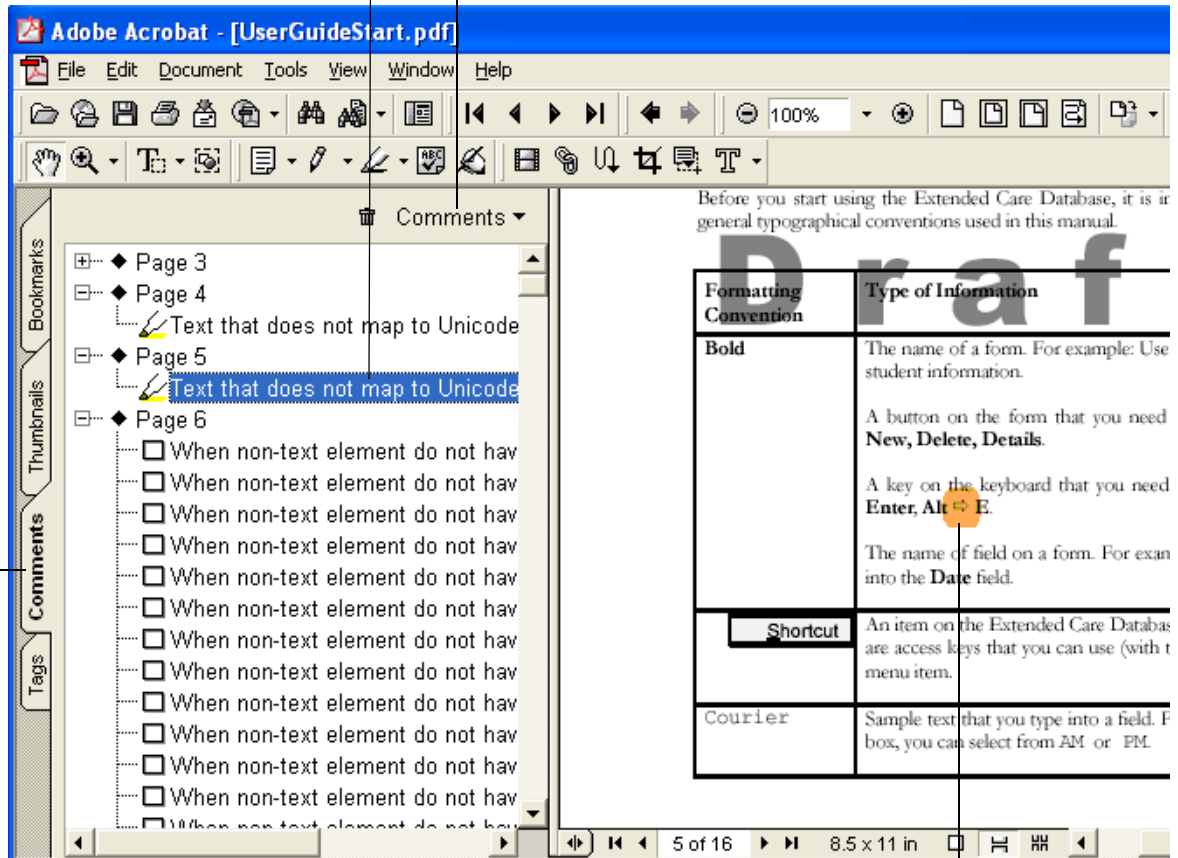 Adobe Acrobat - [UserGuideStart.pdf]
File Edit Document Tools View Window Help
100%
Bookmarks
Thumbnails
Comments
Tags
Comments
Page 3
Page 4
Text that does not map to Unicode
Page 5
Text that does not map to Unicode
Page 6
When non-text element do not hav
When non-text element do not hav
When non-text element do not hav
When non-text element do not hav
When non-text element do not hav
When non-text element do not hav
When non-text element do not hav
When non-text element do not hav
When non-text element do not hav
When non-text element do not hav
When non-text element do not hav
When non-text element do not hav
When non-text element do not hav
Before you start using the Extended Care Database, it is
general typographical conventions used in this manual.
Draf
Formatting
Convention
Type of Information
Bold
The name of a form. For example: Use
student information.
A button on the form that you need
New, Delete, Details.
A key on the keyboard that you need
Enter, Alt ⇨ E.
The name of field on a form. For exam
into the Date field.
Shortcut
An item on the Extended Care Databas
are access keys that you can use (with t
menu item.
Courier
Sample text that you type into a field. F
box, you can select from AM or PM.
5 of 16
8.5 x 11 in